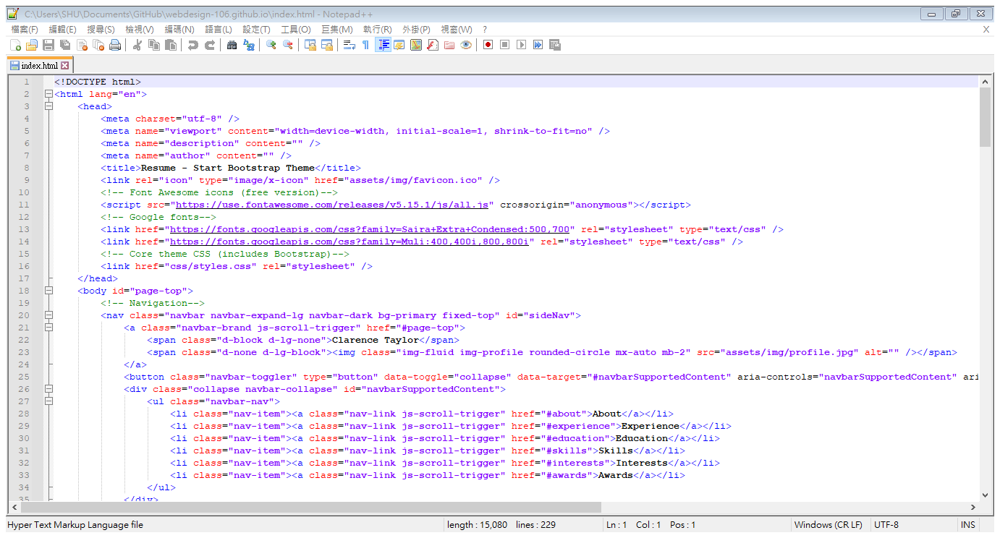 C:\Users\SHU\Documents\GitHub\webdesign-106.github.io\index.html - Notepad++
檔案(F) 編輯(E) 搜尋(S) 檢視(V) 編碼(N) 語言(L) 設定(T) 工具(O) 巨集(M) 執行(R) 外掛(P) 視窗(W) ? X
index.html
1 <!DOCTYPE html>
2 <html lang="en">
3 <head>
4 <meta charset="utf-8" />
5 <meta name="viewport" content="width=device-width, initial-scale=1, shrink-to-fit=no" />
6 <meta name="description" content="" />
7 <meta name="author" content="" />
8 <title>Resume - Start Bootstrap Theme</title>
9 <link rel="icon" type="image/x-icon" href="assets/img/favicon.ico" />
10 <!-- Font Awesome icons (free version)-->
11 <script src="https://use.fontawesome.com/releases/v5.15.1/js/all.js" crossorigin="anonymous"></script>
12 <!-- Google fonts-->
13 <link href="https://fonts.googleapis.com/css?family=Saira+Extra+Condensed:500,700" rel="stylesheet" type="text/css" />
14 <link href="https://fonts.googleapis.com/css?family=Muli:400,400i,800,800i" rel="stylesheet" type="text/css" />
15 <!-- Core theme CSS (includes Bootstrap)-->
16 <link href="css/styles.css" rel="stylesheet" />
17 </head>
18 <body id="page-top">
19 <!-- Navigation-->
20 <nav class="navbar navbar-expand-lg navbar-dark bg-primary fixed-top" id="sideNav">
21 <a class="navbar-brand js-scroll-trigger" href="#page-top">
22 <span class="d-block d-lg-none">Clarence Taylor</span>
23 <span class="d-none d-lg-block"><img class="img-fluid img-profile rounded-circle mx-auto mb-2" src="assets/img/profile.jpg" alt="" /></span>
24 </a>
25 <button class="navbar-toggler" type="button" data-toggle="collapse" data-target="#navbarSupportedContent" aria-controls="navbarSupportedContent" ari
26 <div class="collapse navbar-collapse" id="navbarSupportedContent">
27 <ul class="navbar-nav">
28 <li class="nav-item"><a class="nav-link js-scroll-trigger" href="#about">About</a></li>
29 <li class="nav-item"><a class="nav-link js-scroll-trigger" href="#experience">Experience</a></li>
30 <li class="nav-item"><a class="nav-link js-scroll-trigger" href="#education">Education</a></li>
31 <li class="nav-item"><a class="nav-link js-scroll-trigger" href="#skills">Skills</a></li>
32 <li class="nav-item"><a class="nav-link js-scroll-trigger" href="#interests">Interests</a></li>
33 <li class="nav-item"><a class="nav-link js-scroll-trigger" href="#awards">Awards</a></li>
34 </ul>
35 </div>
Hyper Text Markup Language file length : 15,080 lines : 229 Ln : 1 Col : 1 Pos : 1 Windows (CR LF) UTF-8 INS